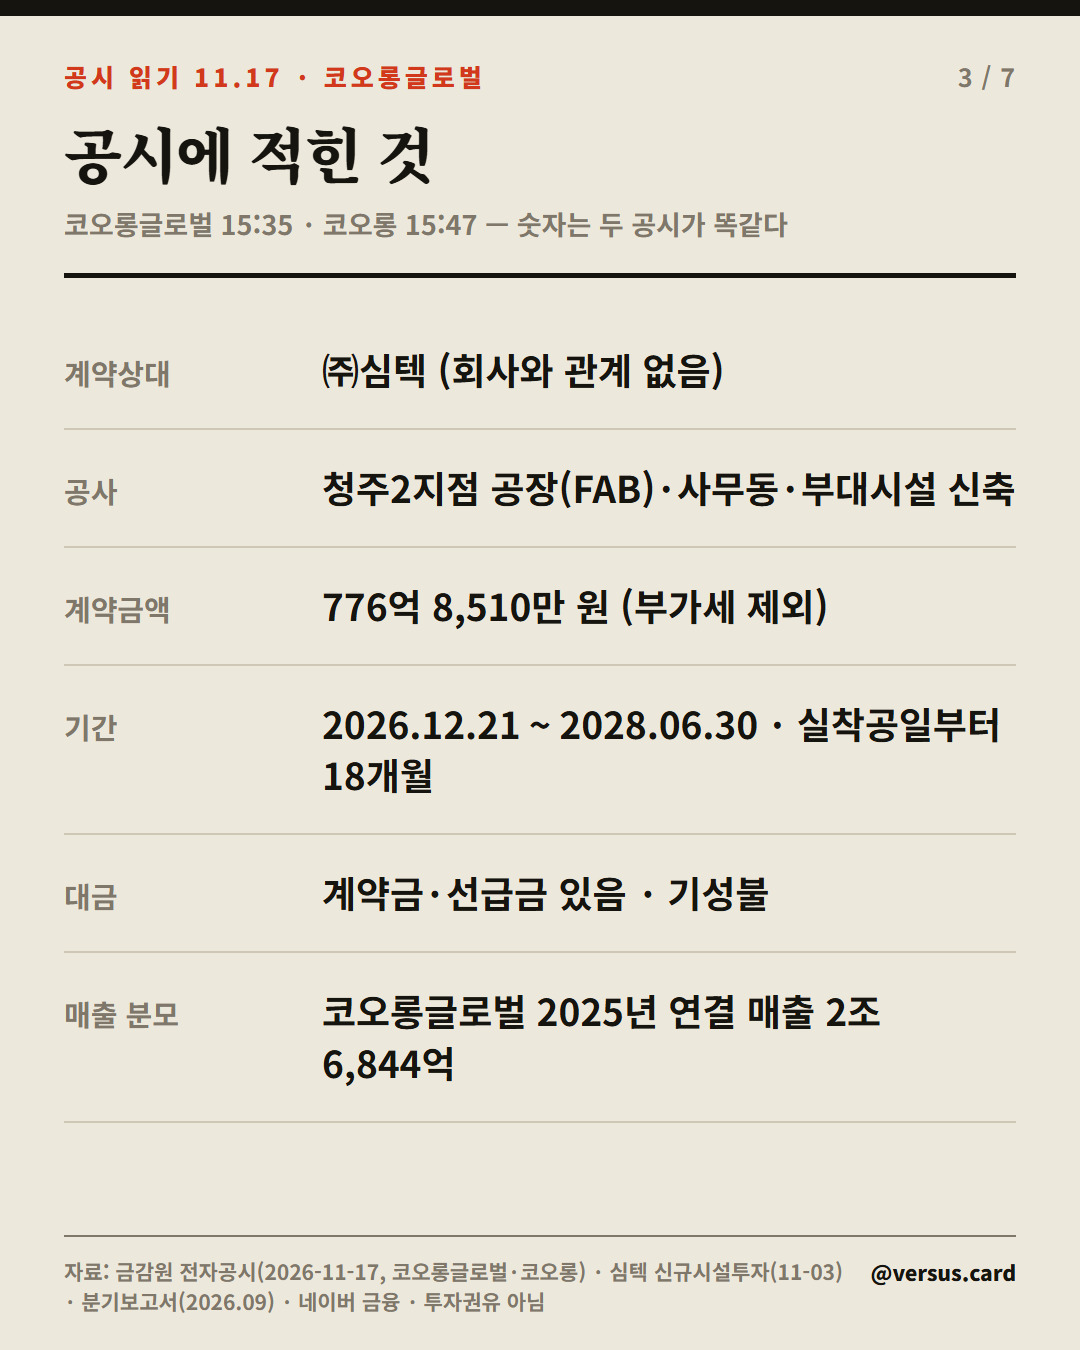 공시 읽기 11.17 · 코오롱글로벌
3 / 7
공시에 적힌 것
코오롱글로벌 15:35 · 코오롱 15:47 — 숫자는 두 공시가 똑같다
계약상대
㈜심텍 (회사와 관계 없음)
공사
청주2지점 공장(FAB)·사무동·부대시설 신축
계약금액
776억 8,510만 원 (부가세 제외)
기간
2026.12.21 ~ 2028.06.30 · 실착공일부터
18개월
대금
계약금·선급금 있음 · 기성불
매출 분모
코오롱글로벌 2025년 연결 매출 2조
6,844억
자료: 금감원 전자공시(2026-11-17, 코오롱글로벌·코오롱) · 심텍 신규시설투자(11-03)
· 분기보고서(2026.09) · 네이버 금융 · 투자권유 아님
@versus.card